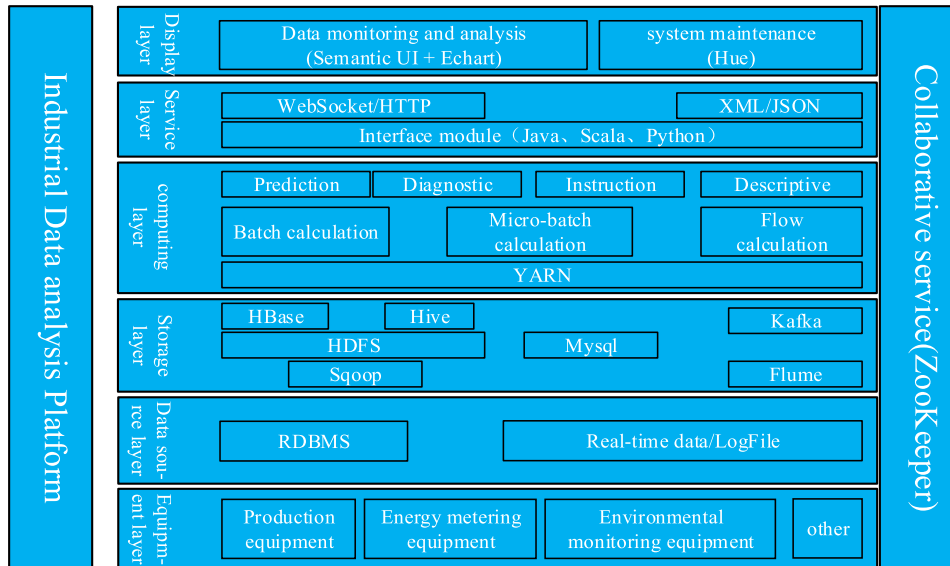 Industrial Data analysis Platform
Display
layer
Data monitoring and analysis
(Semantic UI + Echart)
system maintenance
(Hue)
Service
layer
WebSocket/HTTP
XML/JSON
Interface module（Java、Scala、Python）
computing
layer
Prediction
Diagnostic
Instruction
Descriptive
Batch calculation
Micro-batch
calculation
Flow
calculation
YARN
Storage
layer
HBase
Hive
Kafka
HDFS
Mysql
Sqoop
Flume
Data sou-
rce layer
RDBMS
Real-time data/LogFile
Equipm-
ent layer
Production
equipment
Energy metering
equipment
Environmental
monitoring equipment
other
Collaborative service(ZooKeeper)